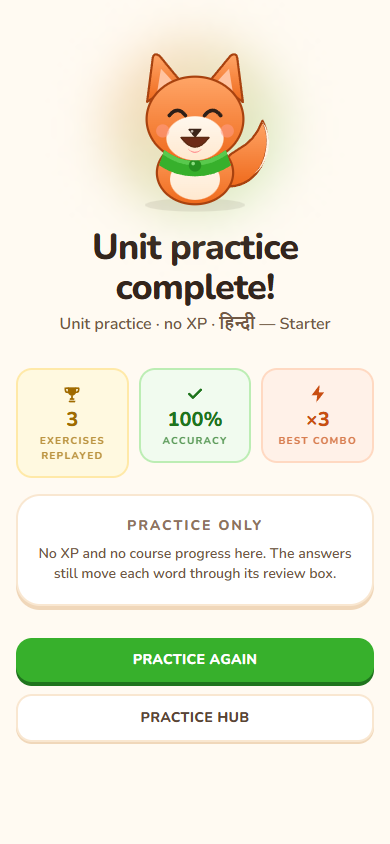 Unit practice
complete!
Unit practice · no XP · हिन्दी — Starter
3
EXERCISES
REPLAYED
100%
ACCURACY
×3
BEST COMBO
PRACTICE ONLY
No XP and no course progress here. The answers
still move each word through its review box.
PRACTICE AGAIN
PRACTICE HUB